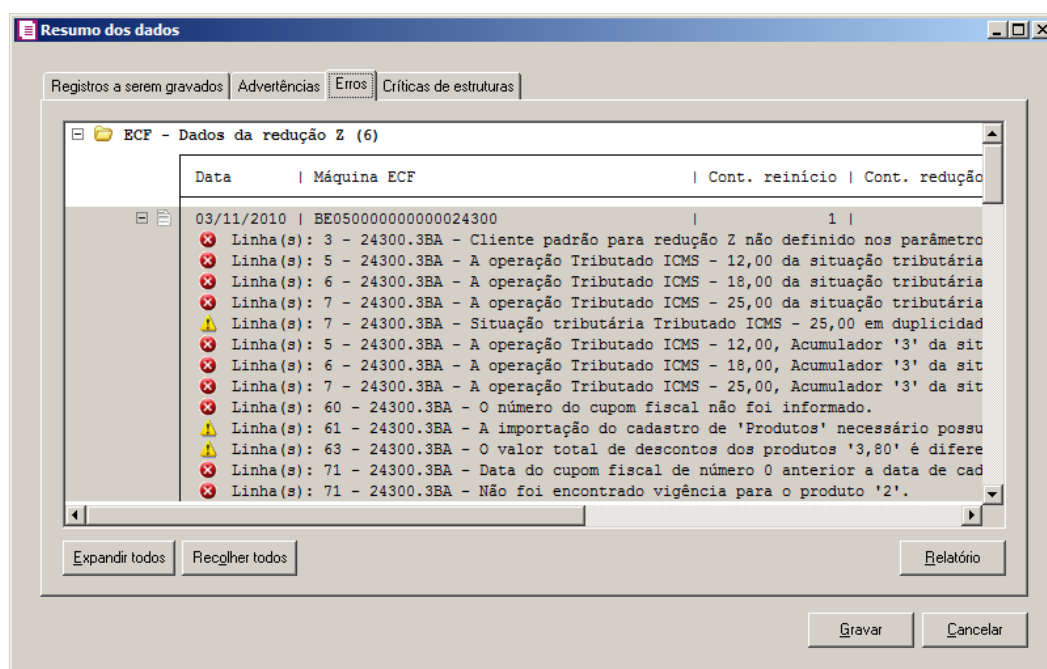 Resumo dos dados
Registros a serem gravados Advertências Erros Críticas de estruturas
ECF - Dados da redução Z (6)
Data | Máquina ECF | Cont. reinício | Cont. redução
03/11/2010 | BE050000000000024300 | 1 |
Linha(s): 3 - 24300.3BA - Cliente padrão para redução Z não definido nos parâmetro
Linha(s): 5 - 24300.3BA - A operação Tributado ICMS - 12,00 da situação tributária
Linha(s): 6 - 24300.3BA - A operação Tributado ICMS - 18,00 da situação tributária
Linha(s): 7 - 24300.3BA - A operação Tributado ICMS - 25,00 da situação tributária
Linha(s): 7 - 24300.3BA - Situação tributária Tributado ICMS - 25,00 em duplicidad
Linha(s): 5 - 24300.3BA - A operação Tributado ICMS - 12,00, Acumulador '3' da sit
Linha(s): 6 - 24300.3BA - A operação Tributado ICMS - 18,00, Acumulador '3' da sit
Linha(s): 7 - 24300.3BA - A operação Tributado ICMS - 25,00, Acumulador '3' da sit
Linha(s): 60 - 24300.3BA - O número do cupom fiscal não foi informado.
Linha(s): 61 - 24300.3BA - A importação do cadastro de 'Produtos' necessário possu
Linha(s): 63 - 24300.3BA - O valor total de descontos dos produtos '3,80' é difere
Linha(s): 71 - 24300.3BA - Data do cupom fiscal de número 0 anterior a data de cad
Linha(s): 71 - 24300.3BA - Não foi encontrado vigência para o produto '2'.
Expandir todos Recolher todos Relatório
Gravar Cancelar